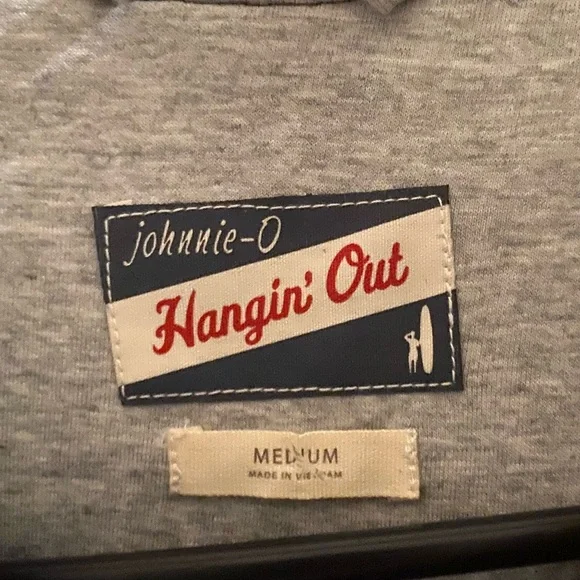 johnnie-O
Hangin' Out
MEDIUM
MADE IN VIETNAM